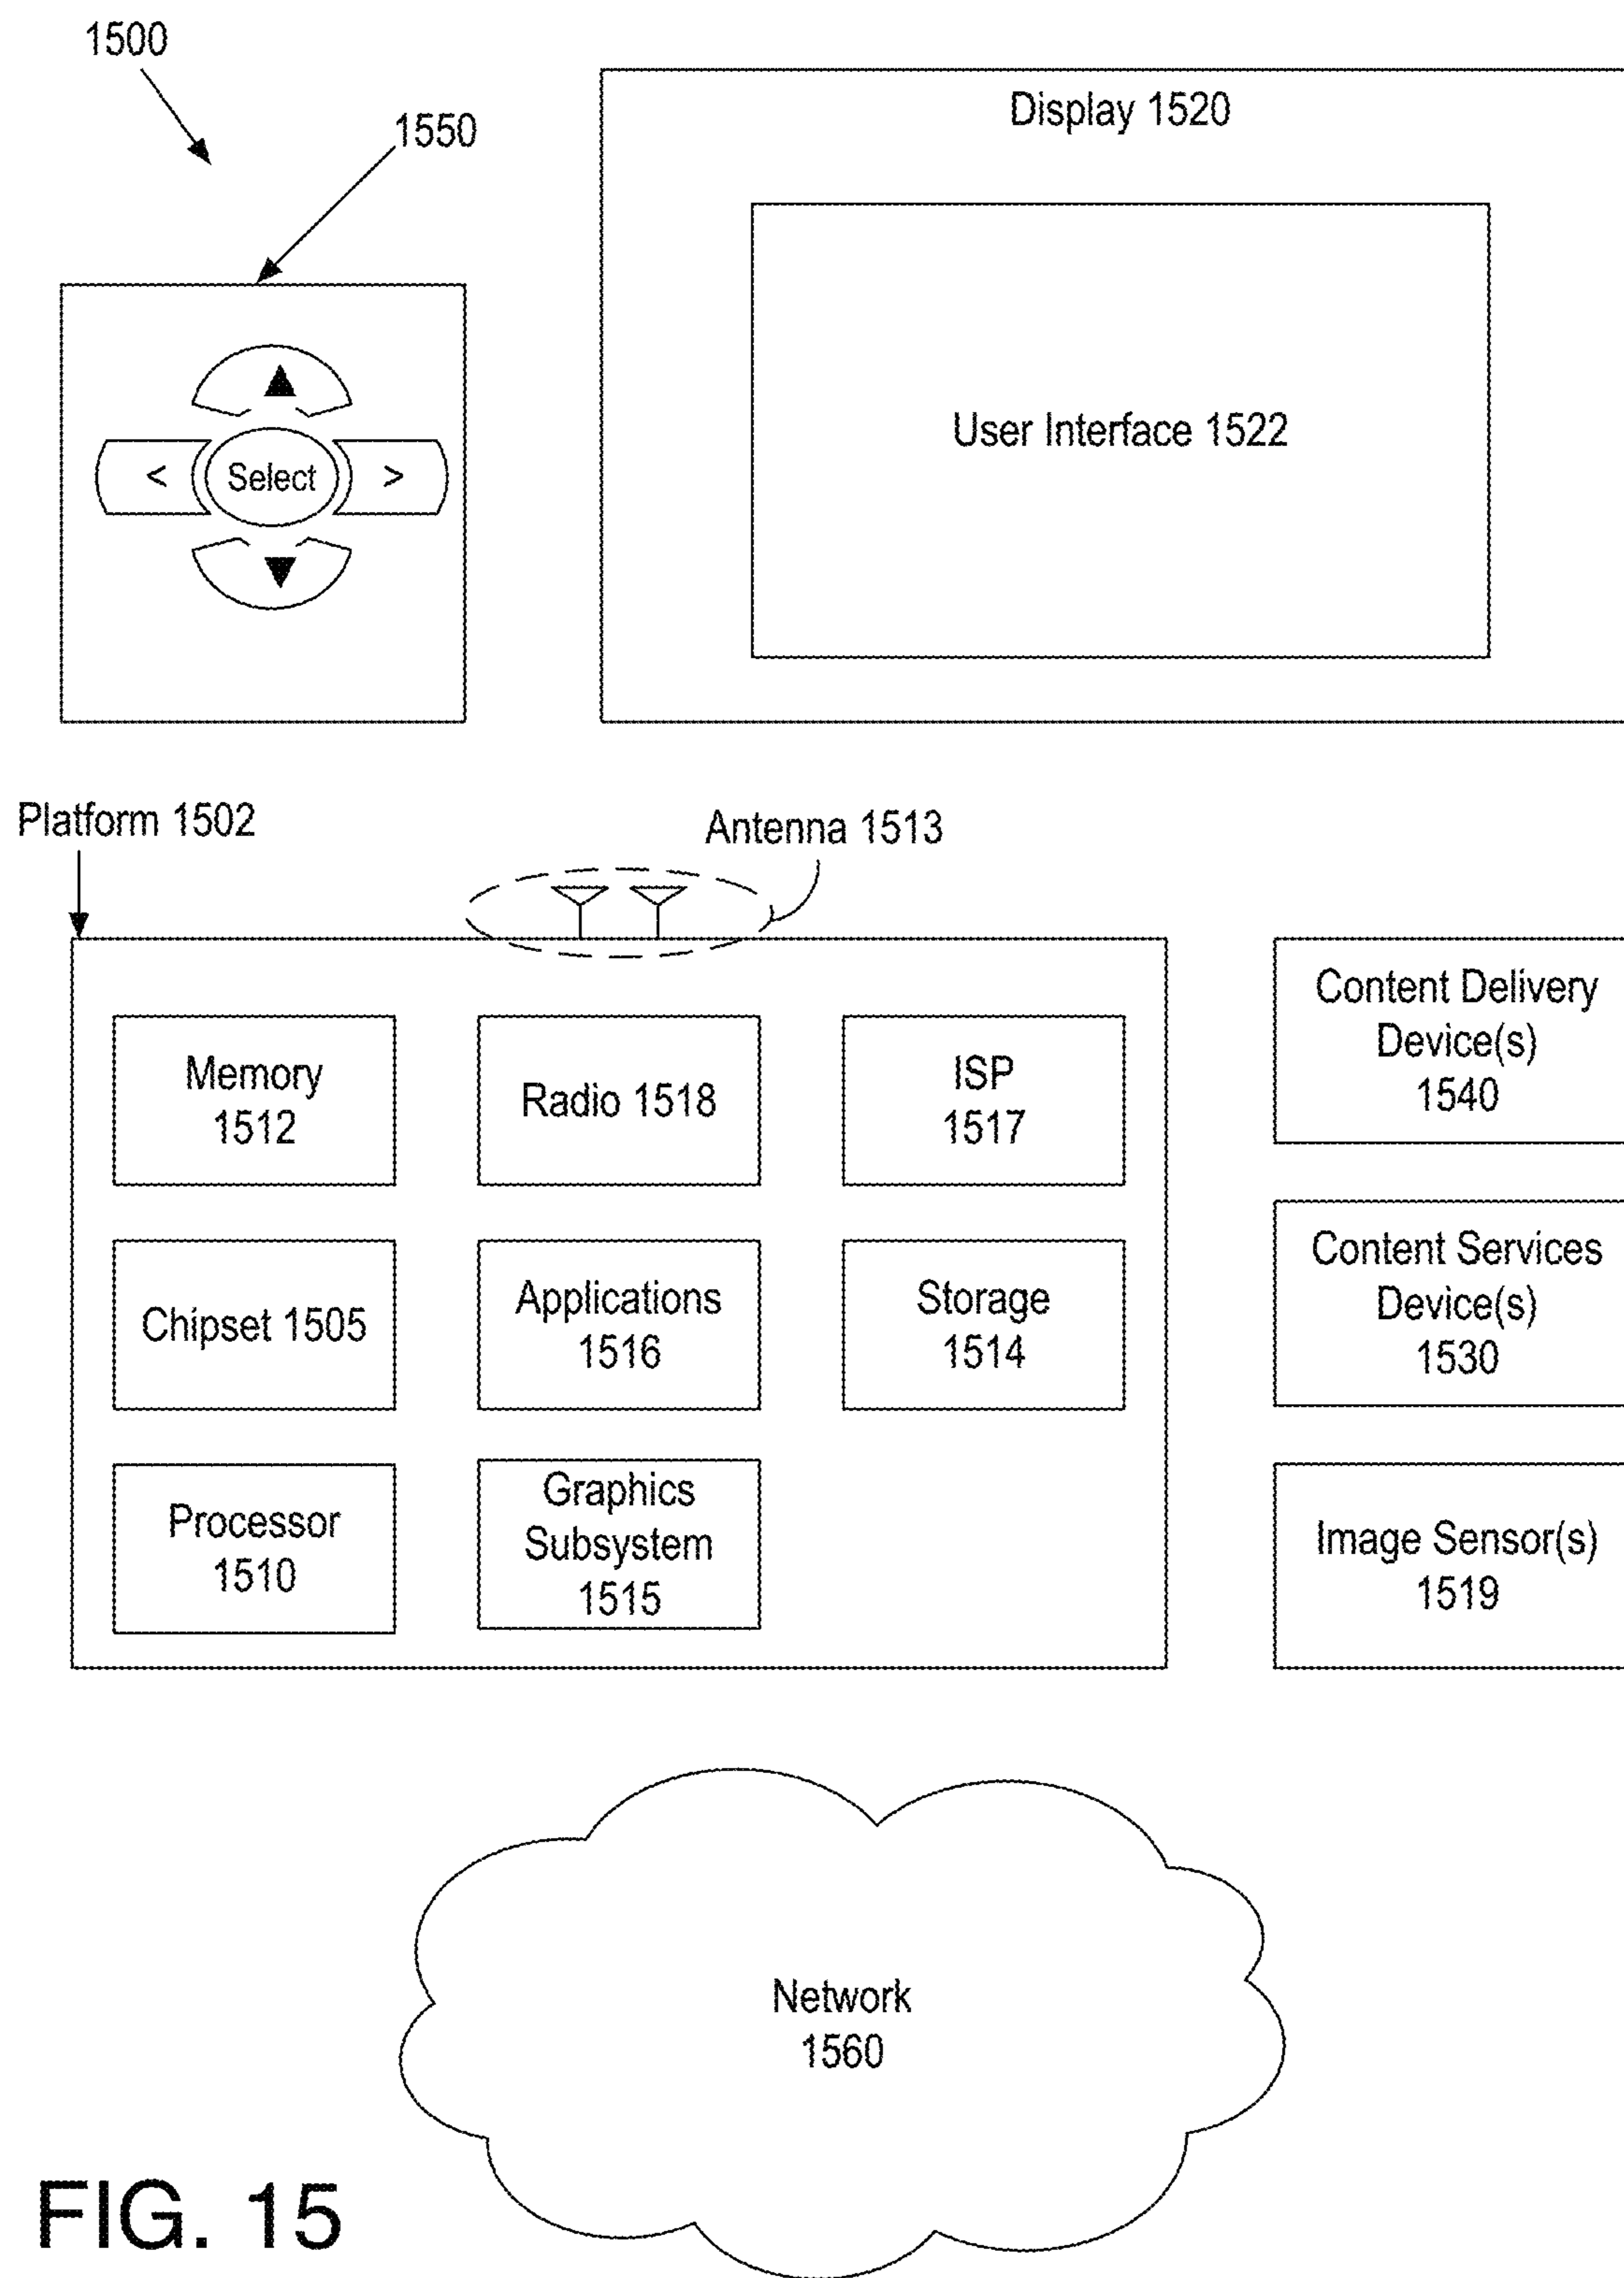 1500
1550
Display 1520
User Interface 1522
<
Select
>
Platform 1502
Antenna 1513
Memory
1512
Radio 1518
ISP
1517
Content Delivery
Device(s)
1540
Chipset 1505
Applications
1516
Storage
1514
Content Services
Device(s)
1530
Processor
1510
Graphics
Subsystem
1515
Image Sensor(s)
1519
Network
1560
FIG. 15